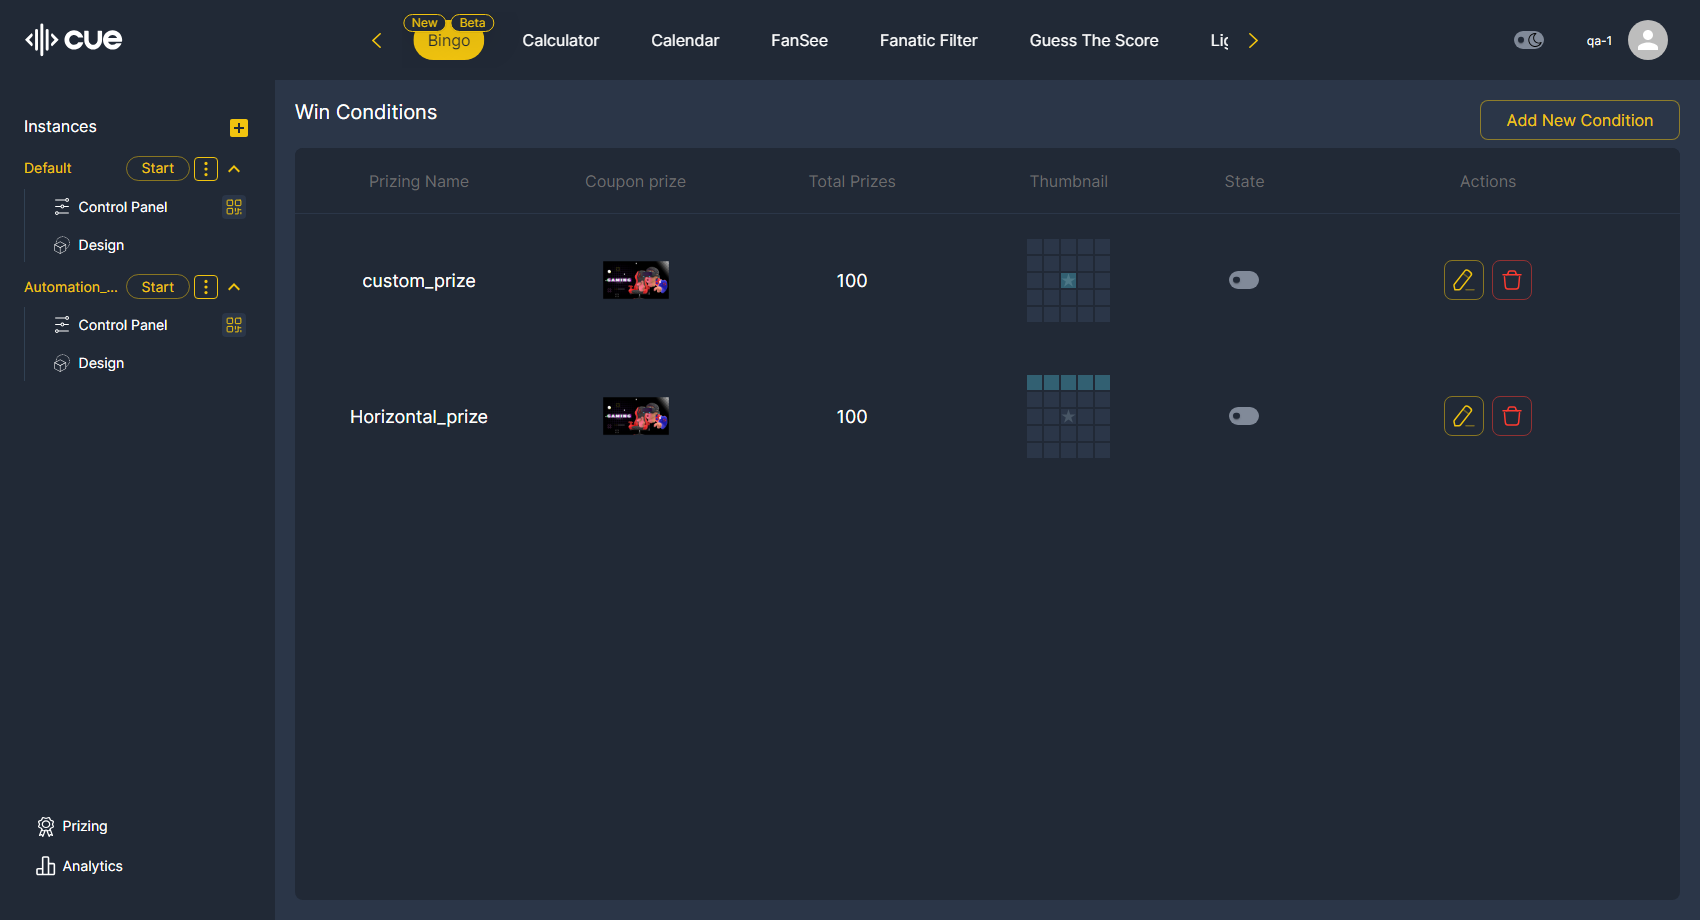 cue
New Beta
Bingo Calculator Calendar FanSee Fanatic Filter Guess The Score
qa-1
Instances
Default Start
Control Panel
Design
Automation_... Start
Control Panel
Design
Prizing
Analytics
Win Conditions
Add New Condition
Prizing Name Coupon prize Total Prizes Thumbnail State Actions
custom_prize GAMING 100
Horizontal_prize GAMING 100